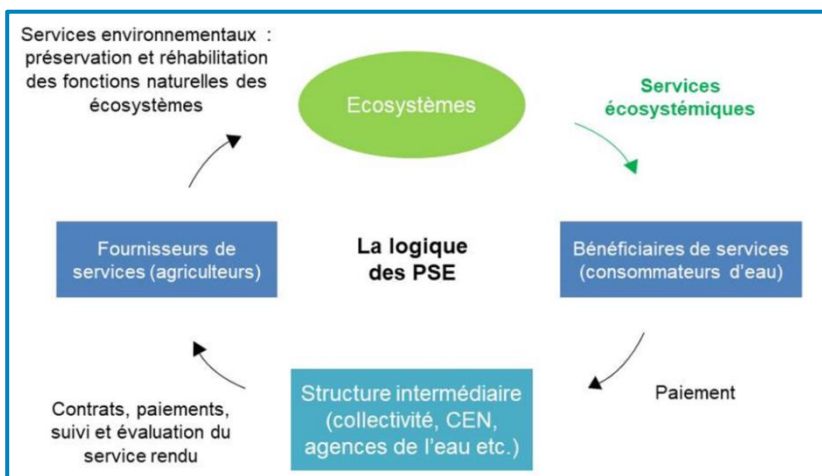 Services environnementaux :
préservation et réhabilitation
des fonctions naturelles des
écosystèmes
Ecosystèmes
Services
écosystémiques
Fournisseurs de
services (agriculteurs)
La logique
des PSE
Bénéficiaires de services
(consommateurs d'eau)
Contrats, paiements,
suivi et évaluation du
service rendu
Structure intermédiaire
(collectivité, CEN,
agences de l'eau etc.)
Paiement